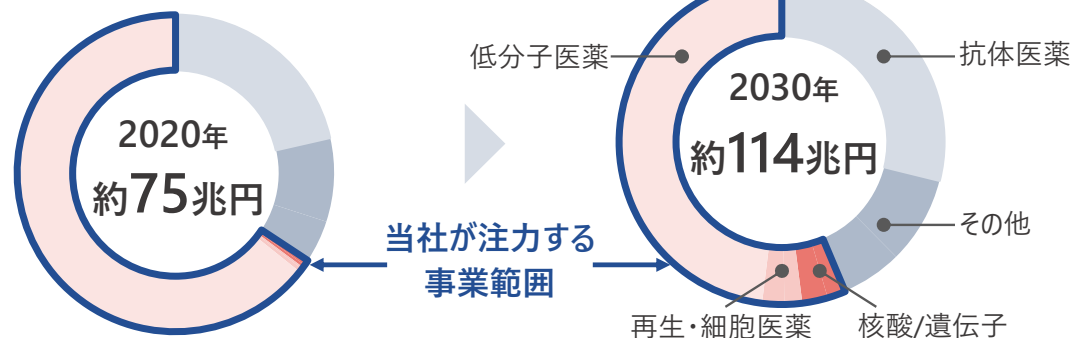 2020年
約75兆円
当社が注力する
事業範囲
低分子医薬
抗体医薬
2030年
約114兆円
その他
再生・細胞医薬
核酸/遺伝子